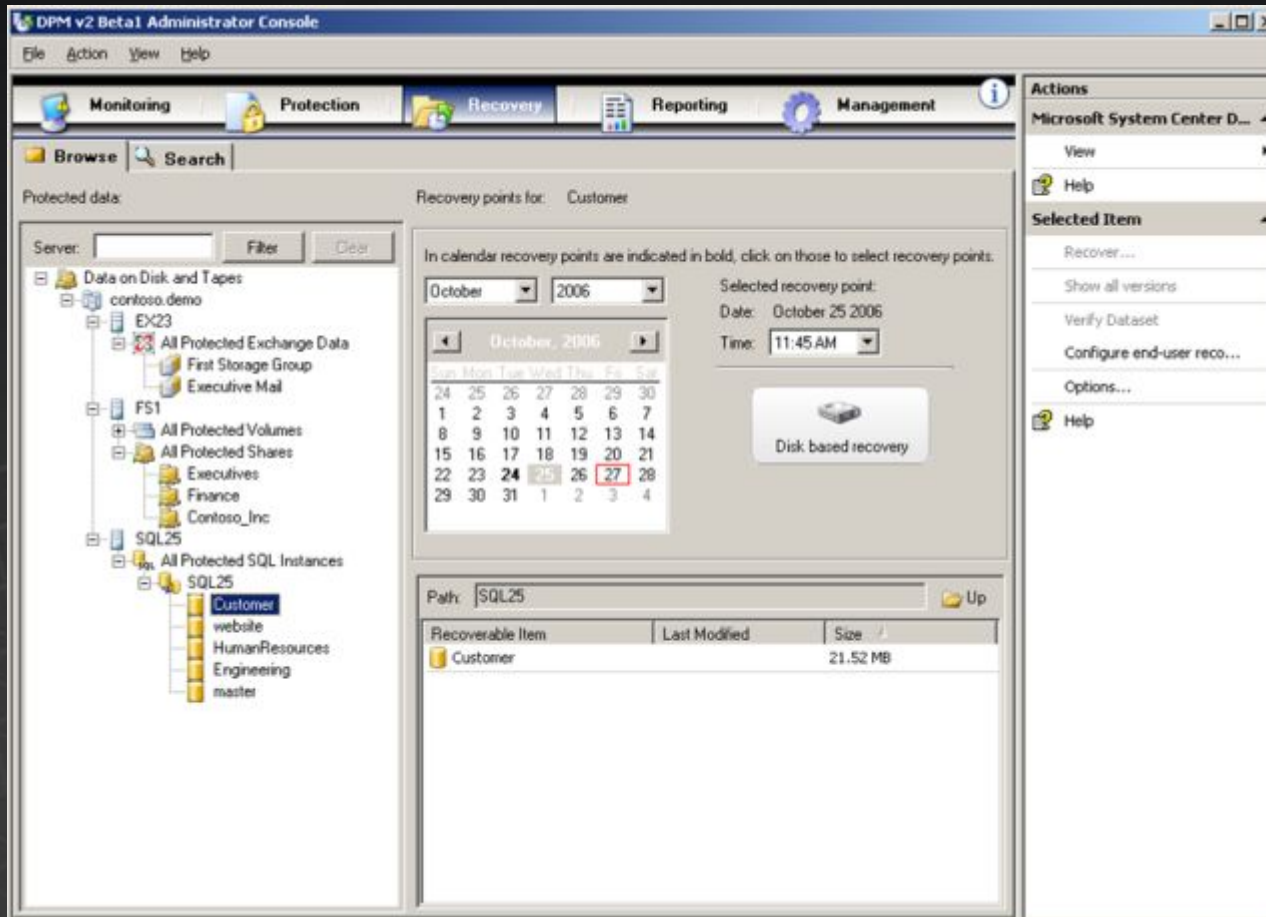 DPM v2 Beta1 Administrator Console
File Action View Help
Monitoring Protection Recovery Reporting Management
Browse Search
Protected data:
Server: Filter Clear
Data on Disk and Tapes
contoso.demo
EX23
All Protected Exchange Data
First Storage Group
Executive Mail
FS1
All Protected Volumes
All Protected Shares
Executives
Finance
Contoso_Inc
SQL25
All Protected SQL Instances
SQL25
Customer
website
HumanResources
Engineering
master
Recovery points for: Customer
In calendar recovery points are indicated in bold, click on those to select recovery points.
October 2006
October, 2006
Sun Mon Tue Wed Thu Fri Sat
24 25 26 27 28 29 30
1 2 3 4 5 6 7
8 9 10 11 12 13 14
15 16 17 18 19 20 21
22 23 24 25 26 27 28
29 30 31 1 2 3 4
Selected recovery point:
Date: October 25 2006
Time: 11:45 AM
Disk based recovery
Path: SQL25 Up
Recoverable Item Last Modified Size
Customer 21.52 MB
Actions
Microsoft System Center D...
View
Help
Selected Item
Recover...
Show all versions
Verify Dataset
Configure end-user reco...
Options...
Help